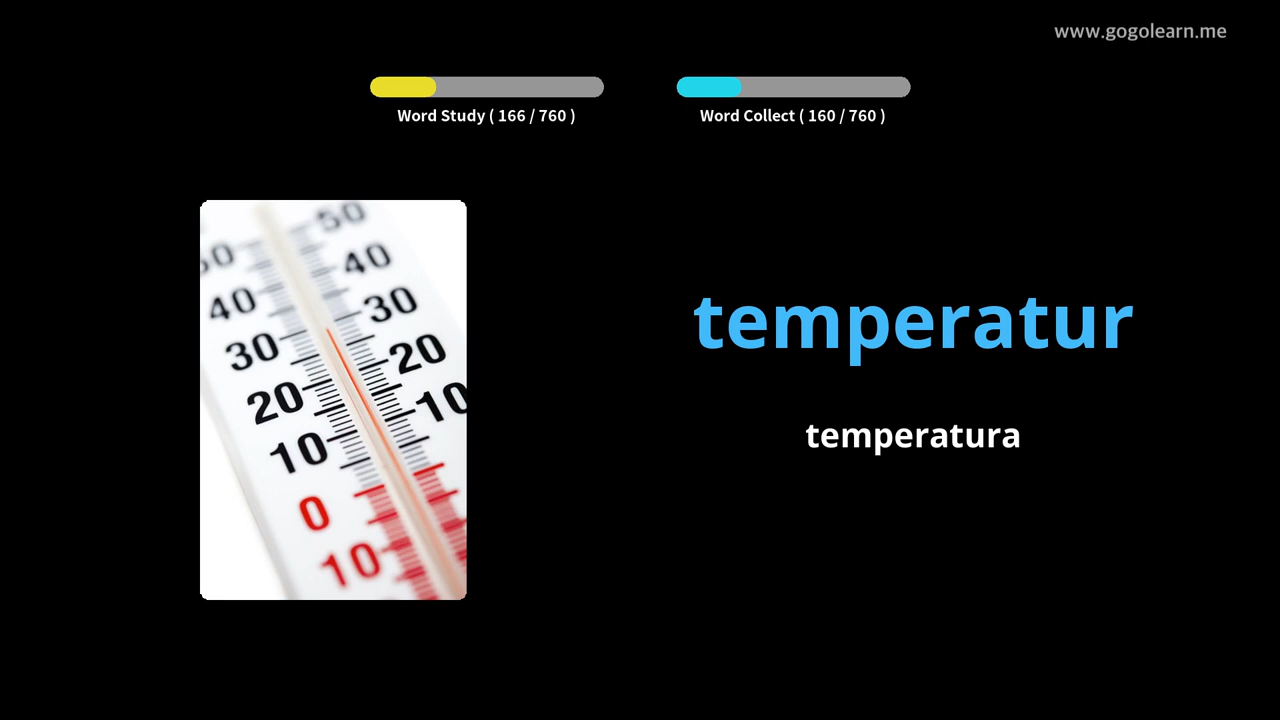 www.gogolearn.me
Word Study ( 166 / 760 )
Word Collect ( 160 / 760 )
50
40
40
30
30
20
20
10
10
0
10
temperatur
temperatura